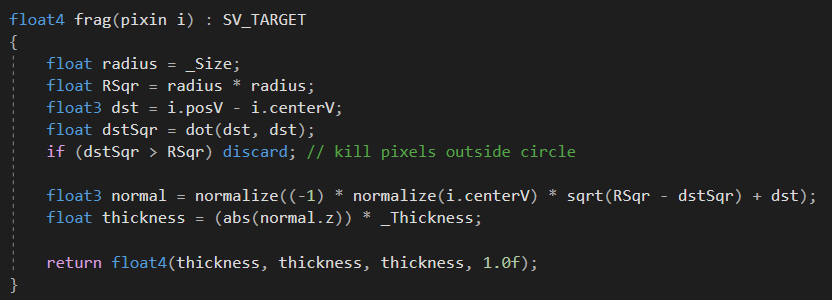 float4 frag(pixin i) : SV_TARGET
{
    float radius = _Size;
    float RSqr = radius * radius;
    float3 dst = i.posV - i.centerV;
    float dstSqr = dot(dst, dst);
    if (dstSqr > RSqr) discard; // kill pixels outside circle

    float3 normal = normalize((-1) * normalize(i.centerV) * sqrt(RSqr - dstSqr) + dst);
    float thickness = (abs(normal.z)) * _Thickness;

    return float4(thickness, thickness, thickness, 1.0f);
}